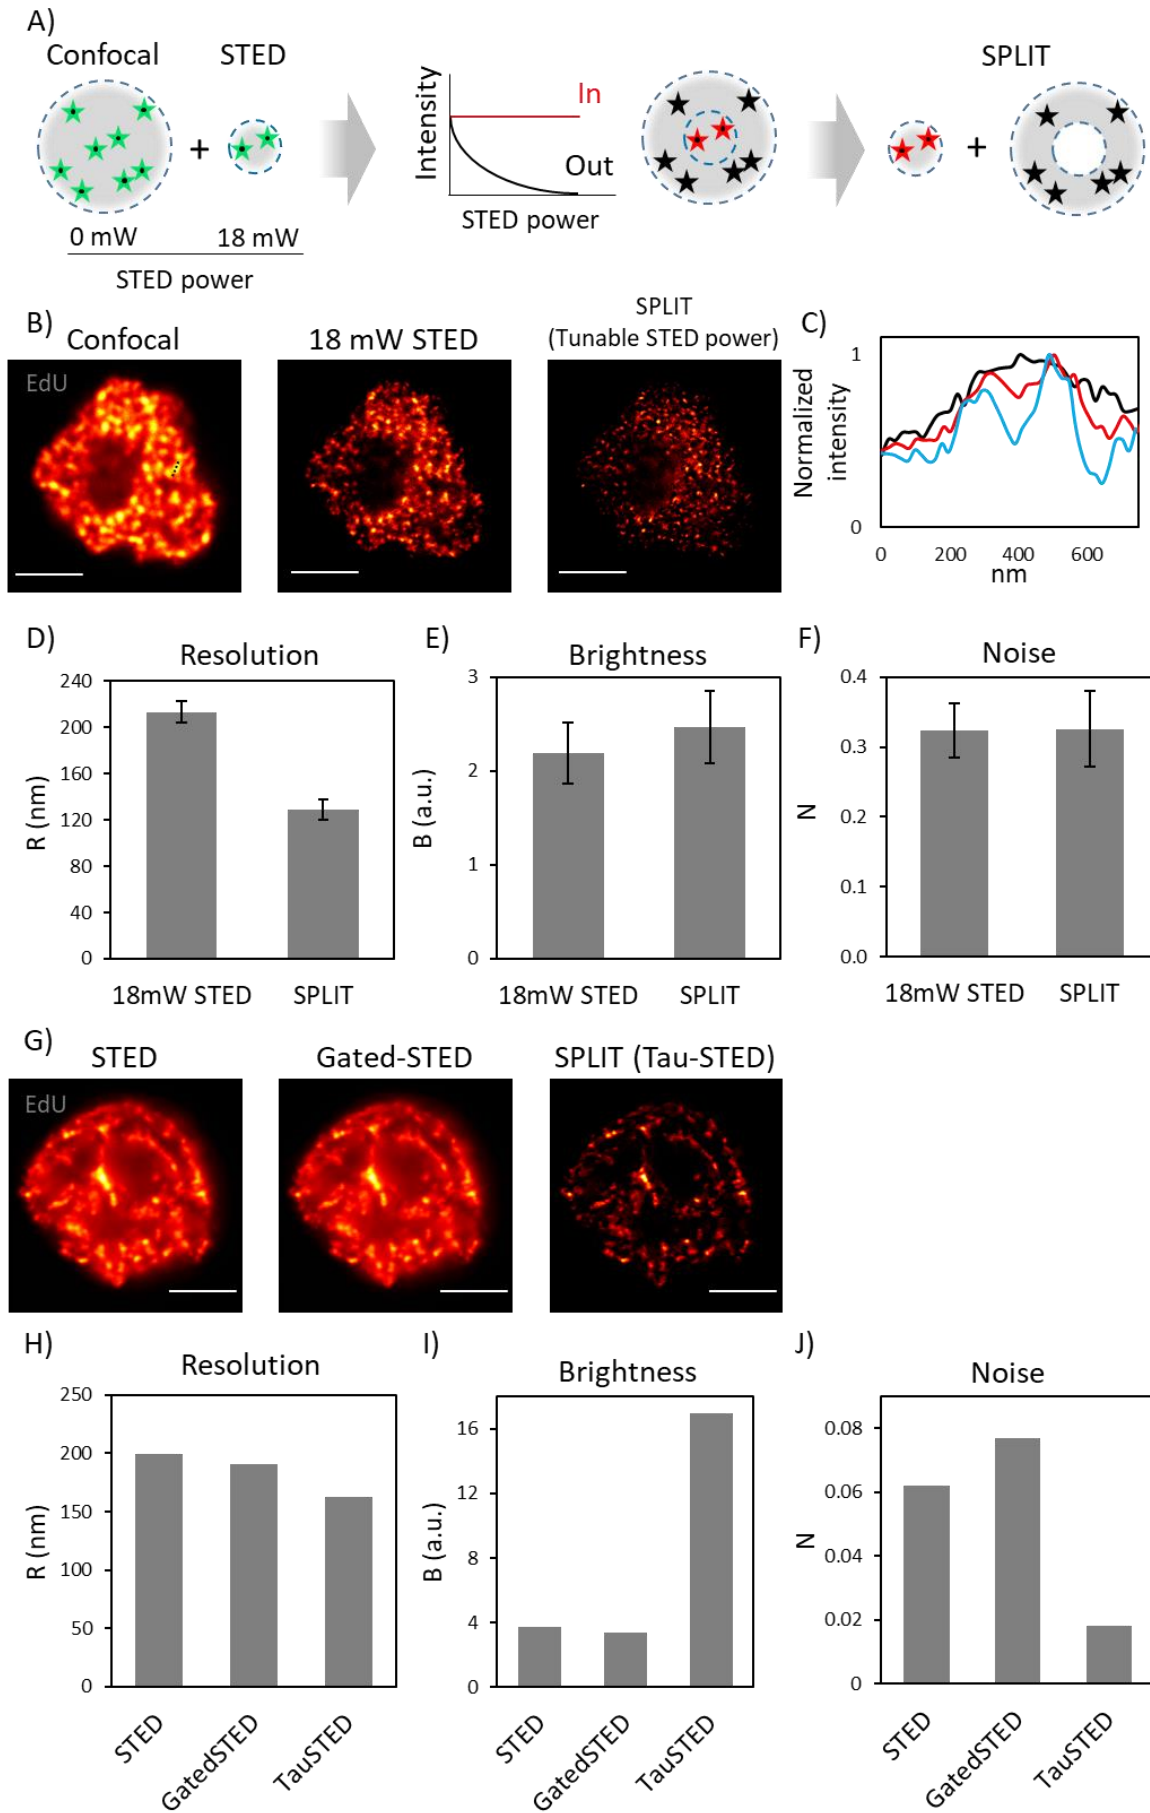 A)
Confocal
STED
SPLIT
Intensity
In
Out
STED power
+
+
0 mW
18 mW
STED power
B)
Confocal
18 mW STED
SPLIT
(Tunable STED power)
EdU
C)
Normalized
intensity
1
0
0 200 400 600
nm
D)
Resolution
R (nm)
240
200
160
120
80
40
0
18mW STED
SPLIT
E)
Brightness
B (a.u.)
3
2
1
0
18mW STED
SPLIT
F)
Noise
N
0.4
0.3
0.2
0.1
0.0
18mW STED
SPLIT
G)
STED
Gated-STED
SPLIT (Tau-STED)
EdU
H)
Resolution
R (nm)
250
200
150
100
50
0
STED
GatedSTED
TauSTED
I)
Brightness
B (a.u.)
16
12
8
4
0
STED
GatedSTED
TauSTED
J)
Noise
N
0.08
0.06
0.04
0.02
0
STED
GatedSTED
TauSTED